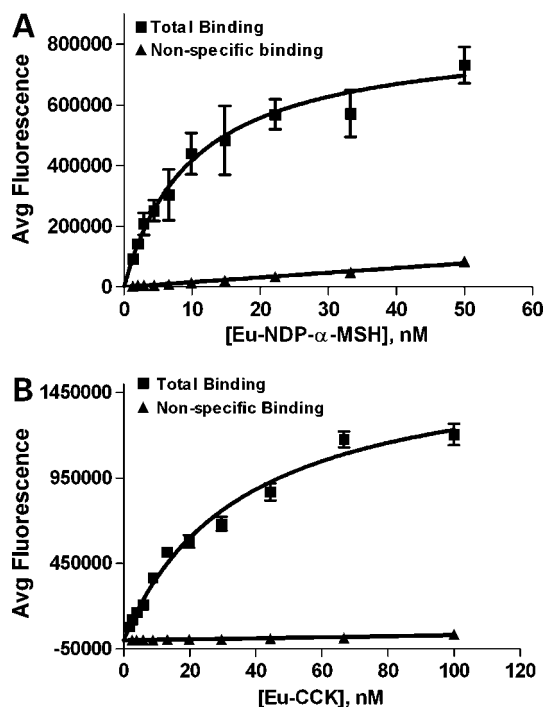 A
Total Binding
Non-specific binding
800000
600000
400000
200000
0
Avg Fluorescence
0 10 20 30 40 50 60
[Eu-NDP-α-MSH], nM
B
Total Binding
Non-specific Binding
1450000
950000
450000
-50000
Avg Fluorescence
0 20 40 60 80 100 120
[Eu-CCK], nM